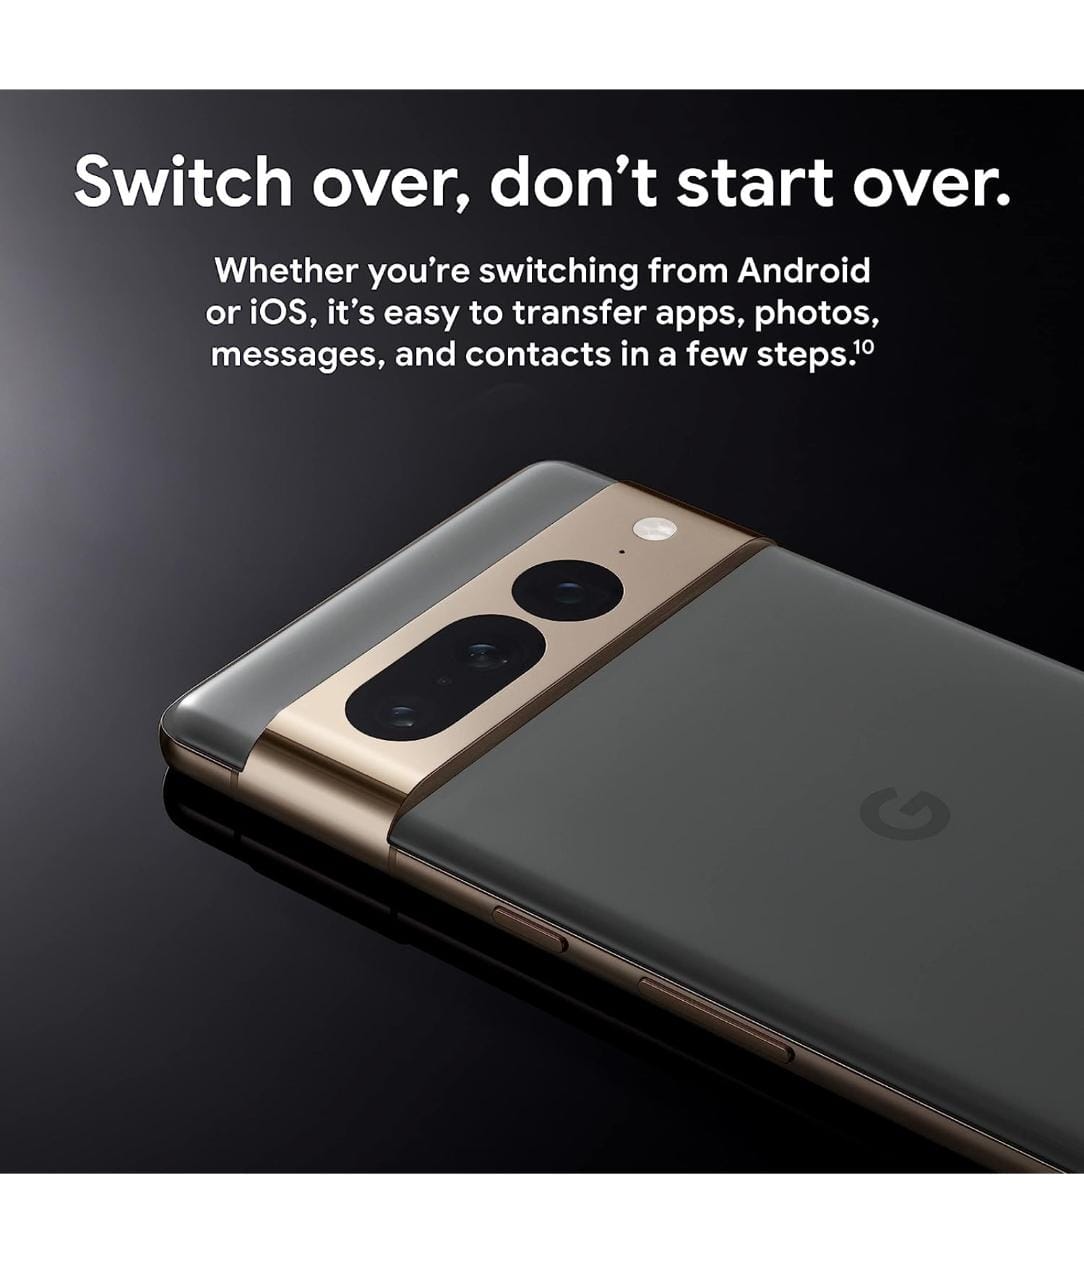 Switch over, don’t start over.
Whether you’re switching from Android
or iOS, it’s easy to transfer apps, photos,
messages, and contacts in a few steps.¹⁰
G